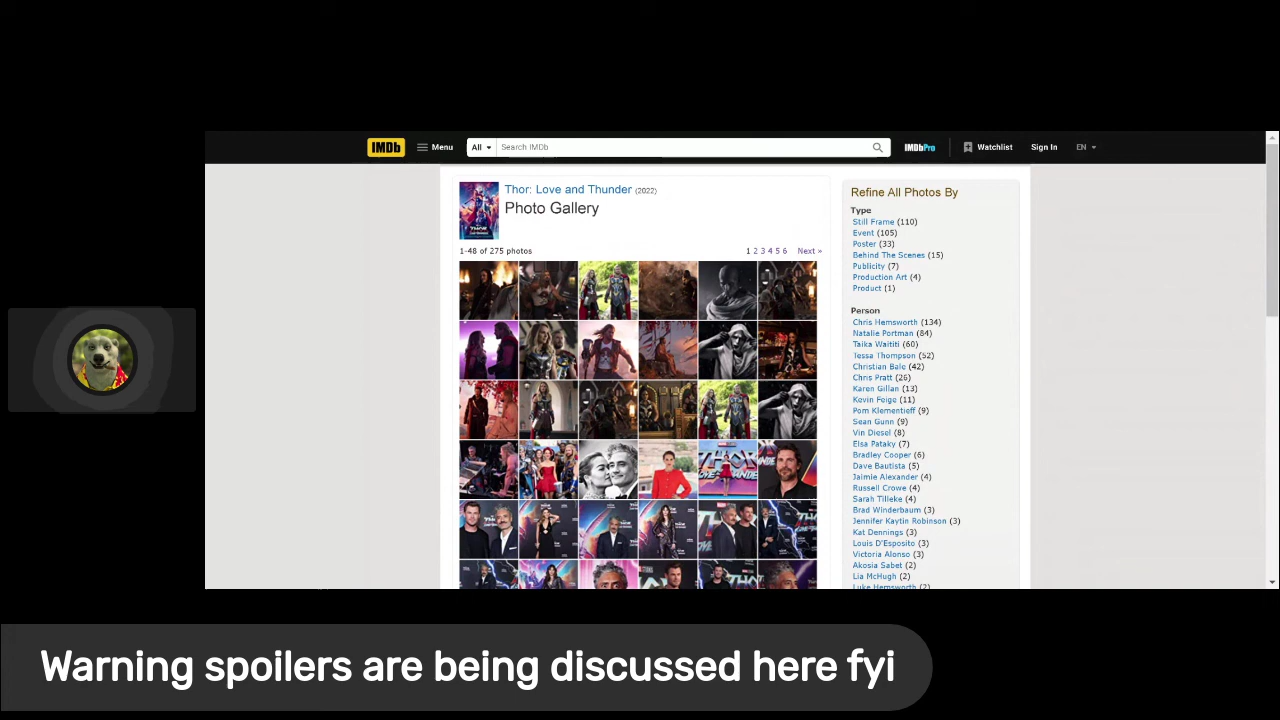 IMDb Menu All Search IMDb IMDbPro Watchlist Sign In EN
Thor: Love and Thunder (2022)
Photo Gallery
1-48 of 275 photos 1 2 3 4 5 6 Next »
Refine All Photos By
Type
Still Frame (110)
Event (105)
Poster (33)
Behind The Scenes (15)
Publicity (7)
Production Art (4)
Product (1)
Person
Chris Hemsworth (134)
Natalie Portman (84)
Taika Waititi (60)
Tessa Thompson (52)
Christian Bale (42)
Chris Pratt (26)
Karen Gillan (13)
Kevin Feige (11)
Pom Klementieff (9)
Sean Gunn (9)
Vin Diesel (8)
Elsa Pataky (7)
Bradley Cooper (6)
Dave Bautista (5)
Jaimie Alexander (4)
Russell Crowe (4)
Sarah Tilleke (4)
Brad Winderbaum (3)
Jennifer Kaytin Robinson (3)
Kat Dennings (3)
Louis D'Esposito (3)
Victoria Alonso (3)
Akosia Sabet (2)
Lia McHugh (2)
Luke Hemsworth (2)
Warning spoilers are being discussed here fyi